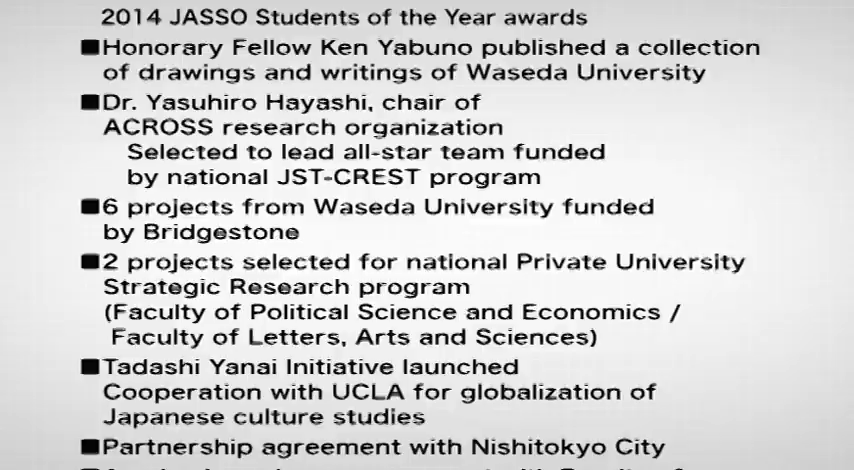 2014 JASSO Students of the Year awards
■Honorary Fellow Ken Yabuno published a collection
of drawings and writings of Waseda University
■Dr. Yasuhiro Hayashi, chair of
ACROSS research organization
Selected to lead all-star team funded
by national JST-CREST program
■6 projects from Waseda University funded
by Bridgestone
■2 projects selected for national Private University
Strategic Research program
(Faculty of Political Science and Economics /
Faculty of Letters, Arts and Sciences)
■Tadashi Yanai Initiative launched
Cooperation with UCLA for globalization of
Japanese culture studies
■Partnership agreement with Nishitokyo City